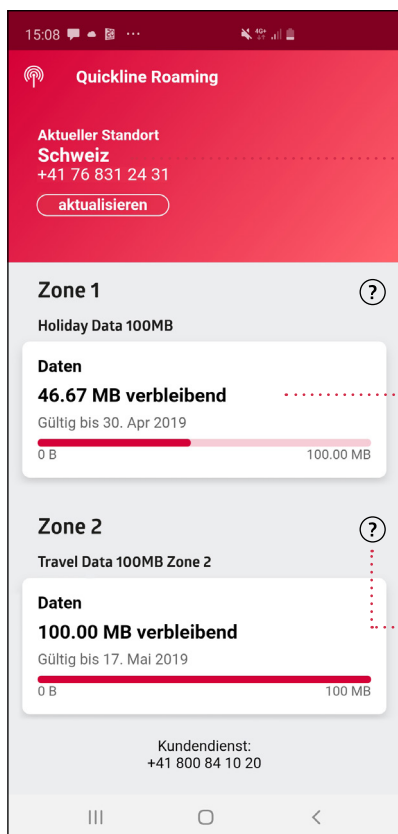 15:08
4G+
Quickline Roaming
Aktueller Standort
Schweiz
+41 76 831 24 31
aktualisieren
Zone 1 ?
Holiday Data 100MB
Daten
46.67 MB verbleibend
Gültig bis 30. Apr 2019
0 B 100.00 MB
Zone 2 ?
Travel Data 100MB Zone 2
Daten
100.00 MB verbleibend
Gültig bis 17. Mai 2019
0 B 100 MB
Kundendienst:
+41 800 84 10 20